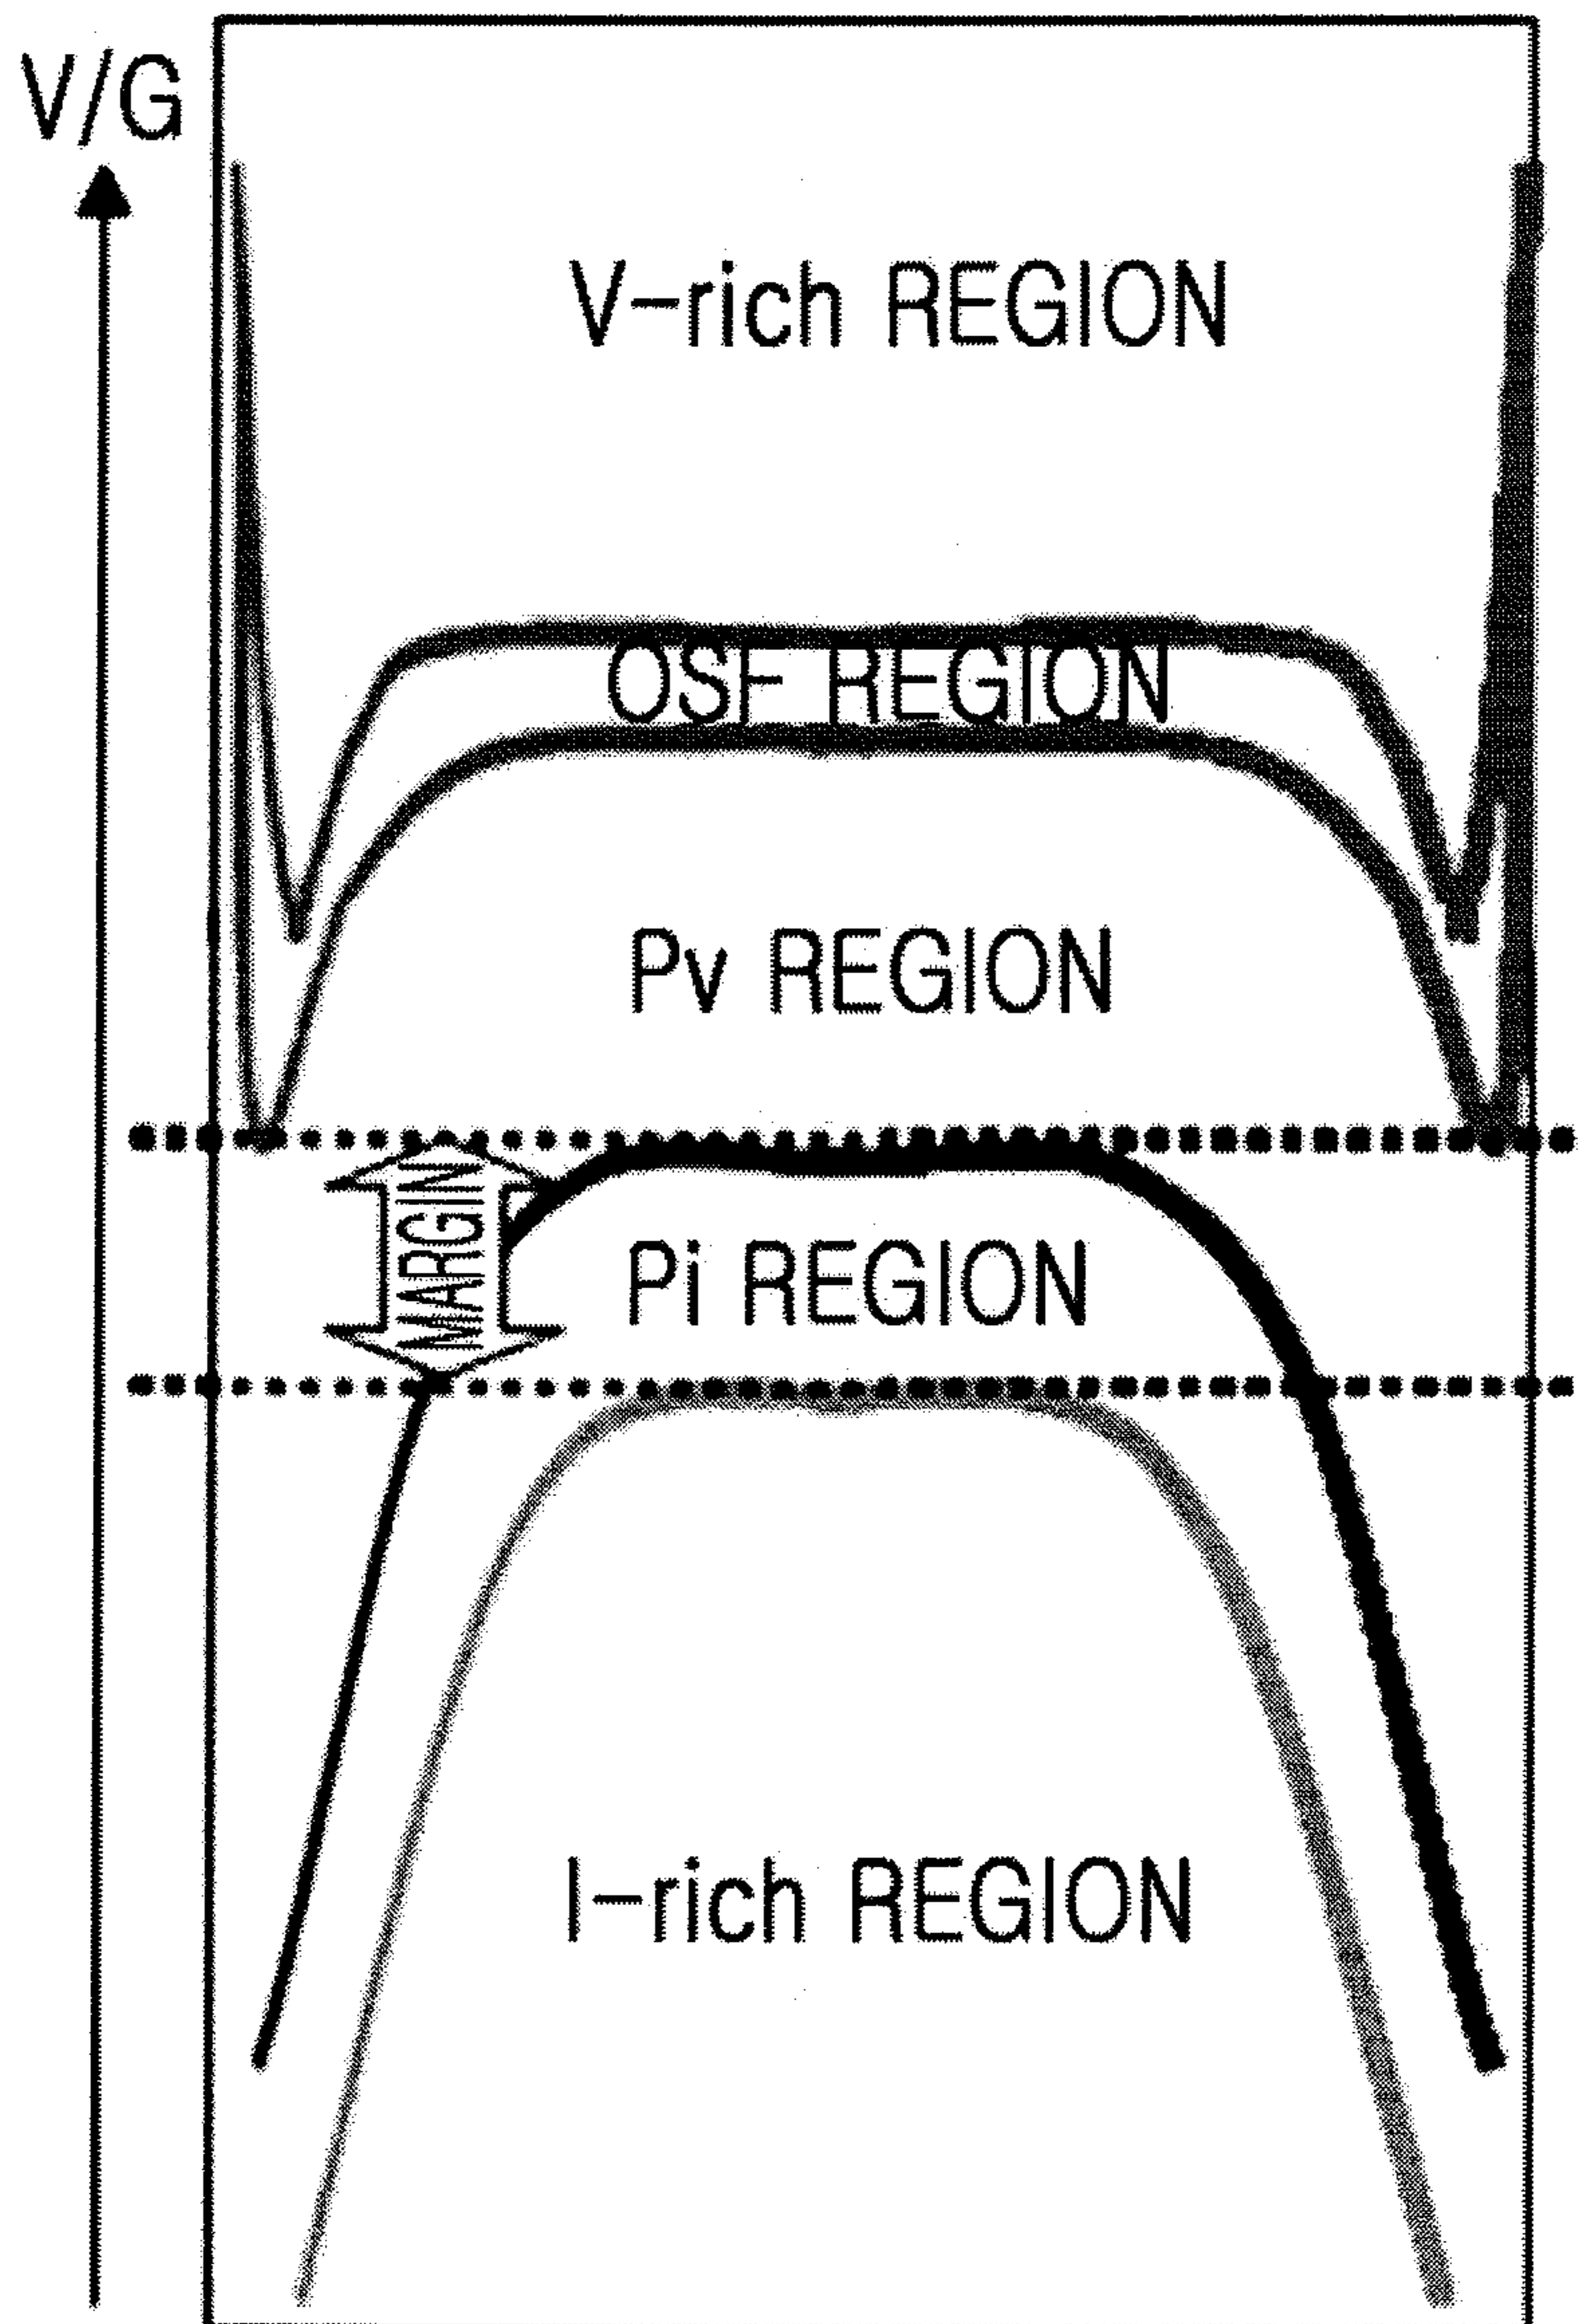 V/G
V-rich REGION
OSF REGION
Pv REGION
MARGIN
Pi REGION
I-rich REGION